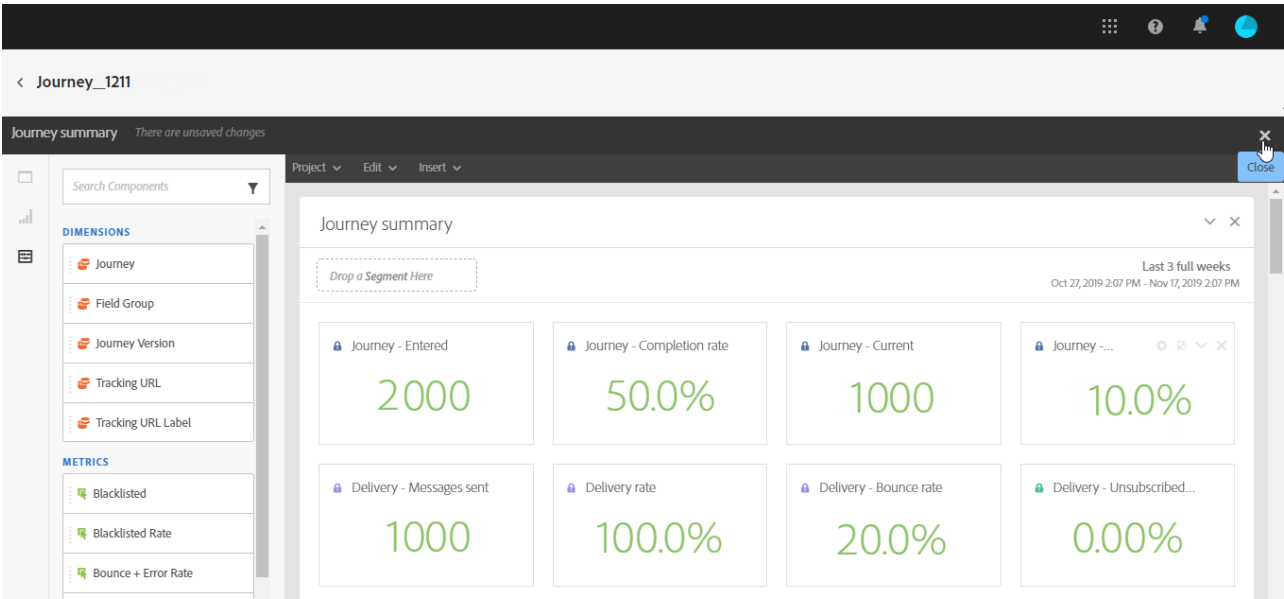 Journey_1211
Journey summary There are unsaved changes
Close
Project Edit Insert
Search Components
DIMENSIONS
Journey
Field Group
Journey Version
Tracking URL
Tracking URL Label
METRICS
Blacklisted
Blacklisted Rate
Bounce + Error Rate
Journey summary
Drop a Segment Here
Last 3 full weeks
Oct 27, 2019 2:07 PM - Nov 17, 2019 2:07 PM
Journey - Entered
2000
Journey - Completion rate
50.0%
Journey - Current
1000
Journey -...
10.0%
Delivery - Messages sent
1000
Delivery rate
100.0%
Delivery - Bounce rate
20.0%
Delivery - Unsubscribed...
0.00%